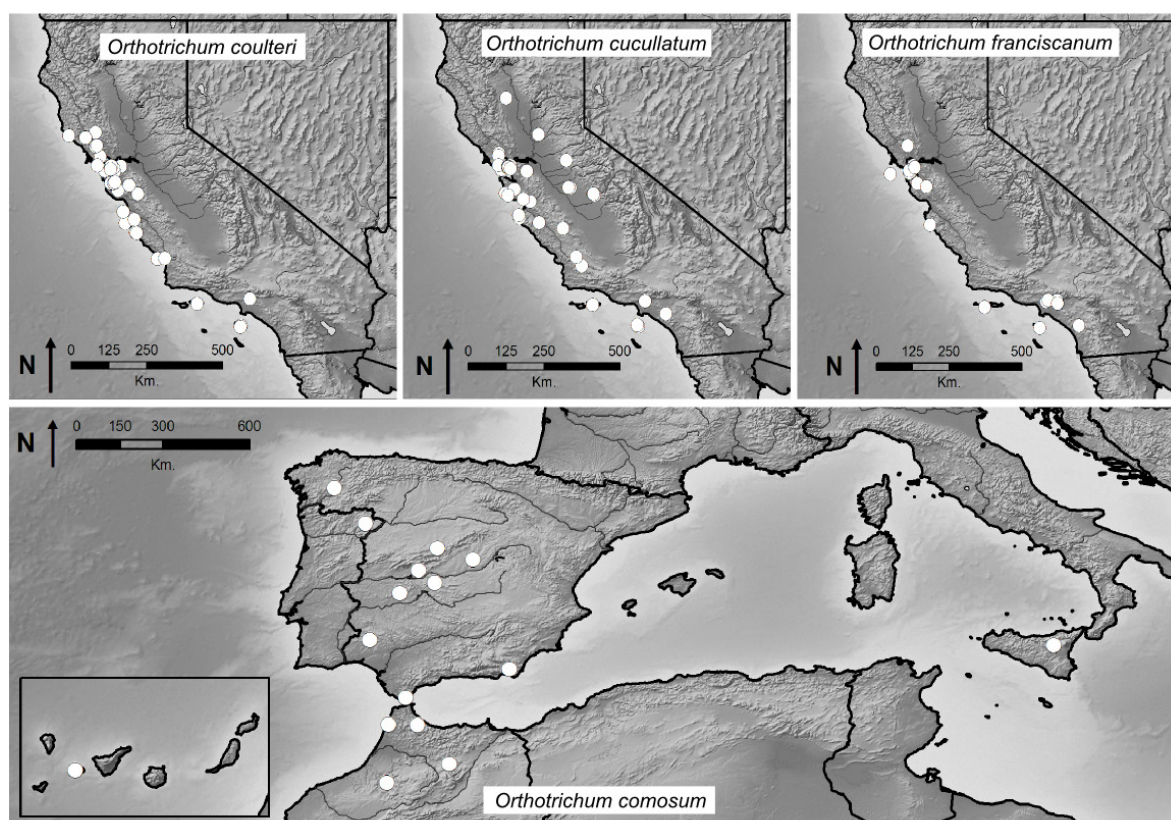 Orthotrichum coulteri
N
0 125 250 500
Km.
Orthotrichum cucullatum
N
0 125 250 500
Km.
Orthotrichum franciscanum
N
0 125 250 500
Km.
N
0 150 300 600
Km.
Orthotrichum comosum